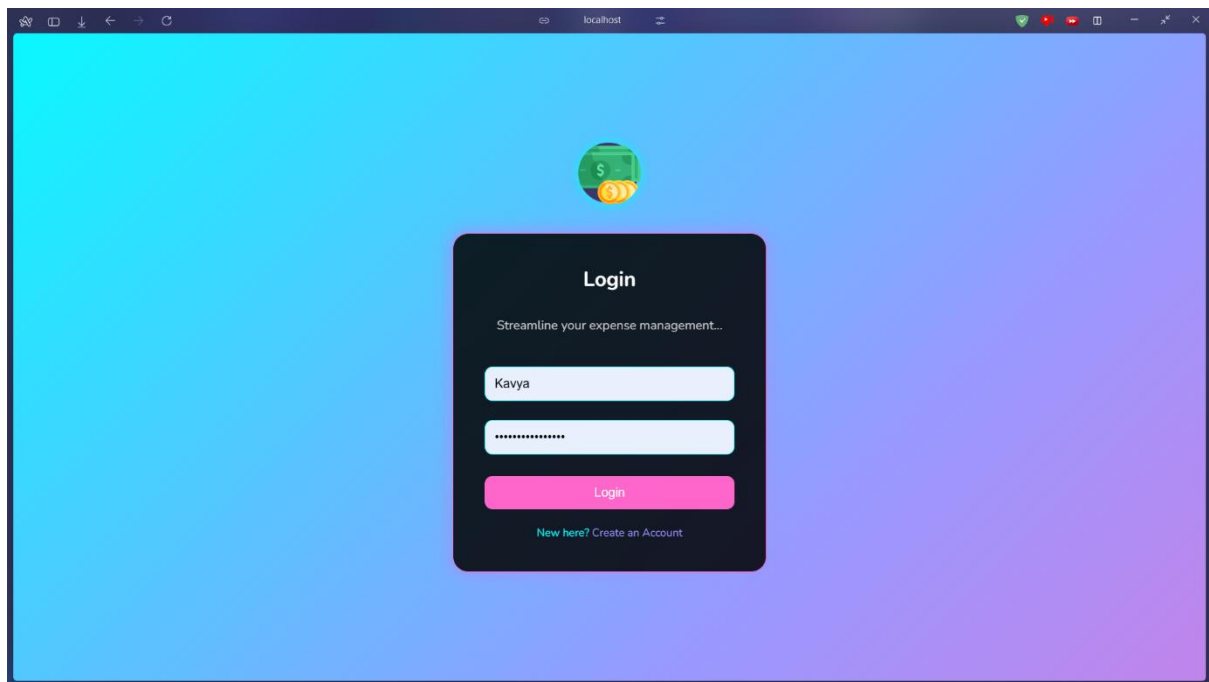 localhost
Login
Streamline your expense management...
Kavya
••••••••••••••••
Login
New here? Create an Account